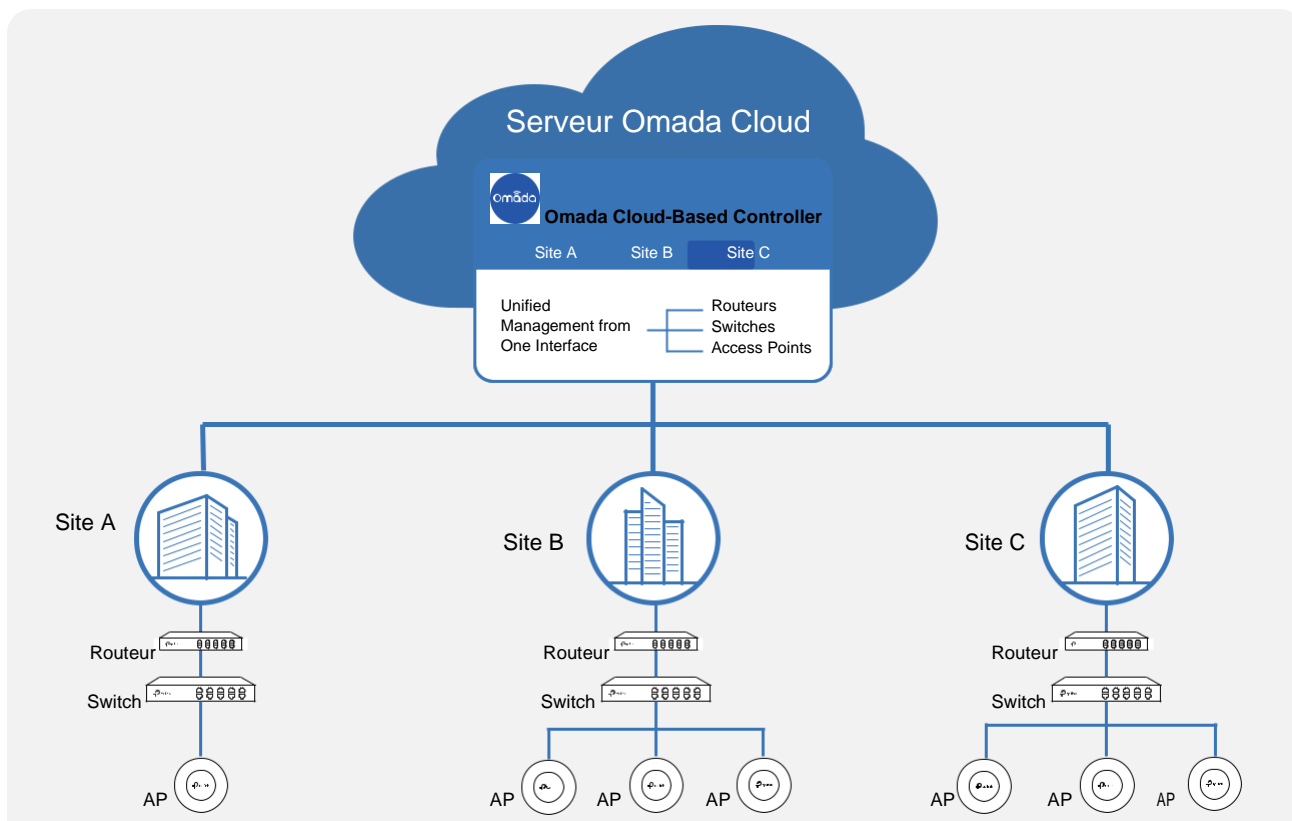 Serveur Omada Cloud
Omada
Omada Cloud-Based Controller
Site A
Site B
Site C
Unified
Management from
One Interface
Routeurs
Switches
Access Points
Site A
Site B
Site C
Routeur
Routeur
Routeur
Switch
Switch
Switch
AP
AP
AP
AP
AP
AP
AP